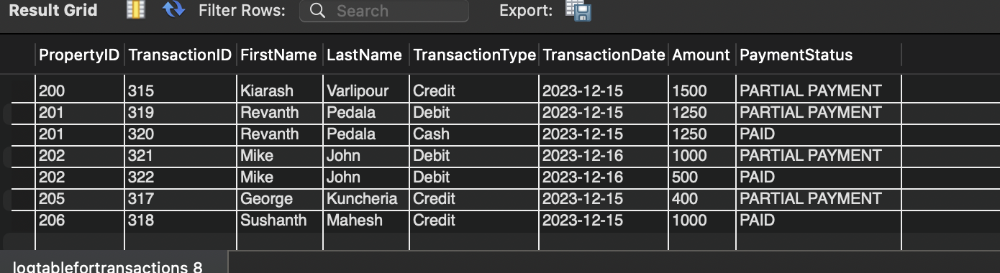 Result Grid Filter Rows: Search Export:
PropertyID TransactionID FirstName LastName TransactionType TransactionDate Amount PaymentStatus
200 315 Kiarash Varlipour Credit 2023-12-15 1500 PARTIAL PAYMENT
201 319 Revanth Pedala Debit 2023-12-15 1250 PARTIAL PAYMENT
201 320 Revanth Pedala Cash 2023-12-15 1250 PAID
202 321 Mike John Debit 2023-12-16 1000 PARTIAL PAYMENT
202 322 Mike John Debit 2023-12-16 500 PAID
205 317 George Kuncheria Credit 2023-12-15 400 PARTIAL PAYMENT
206 318 Sushanth Mahesh Credit 2023-12-15 1000 PAID
logtablefortransactions 8